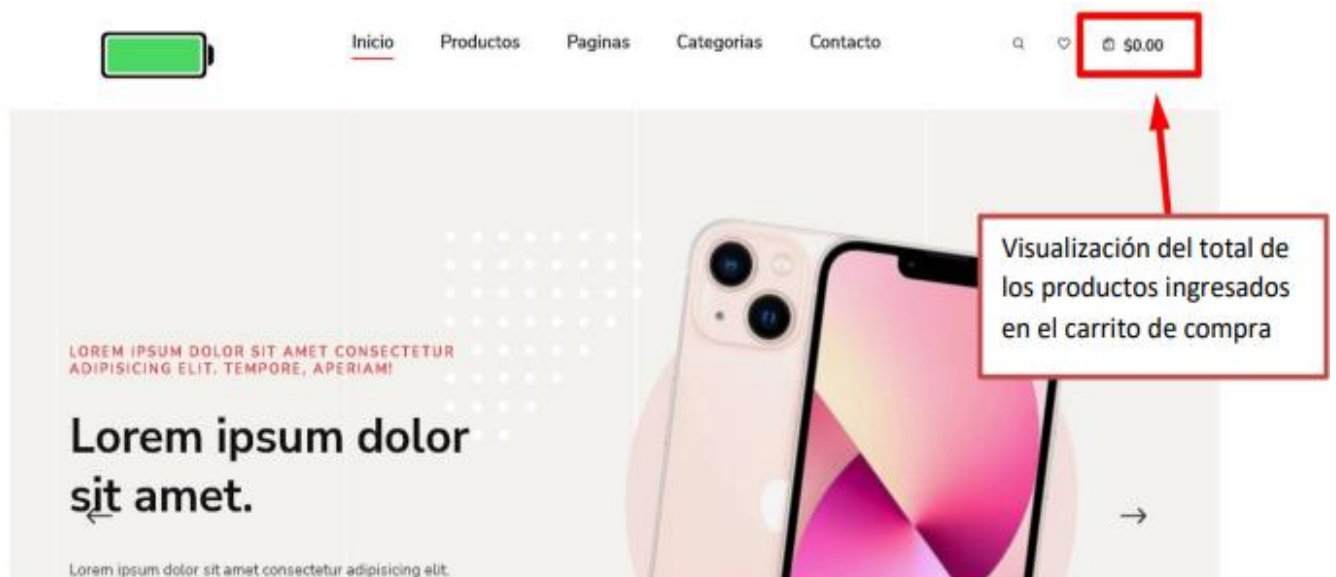 Inicio Productos Paginas Categorias Contacto $0.00
Visualización del total de
los productos ingresados
en el carrito de compra
LOREM IPSUM DOLOR SIT AMET CONSECTETUR
ADIPISICING ELIT. TEMPORE, APERIAM!
Lorem ipsum dolor
sit amet.
Lorem ipsum dolor sit amet consectetur adipisicing elit.